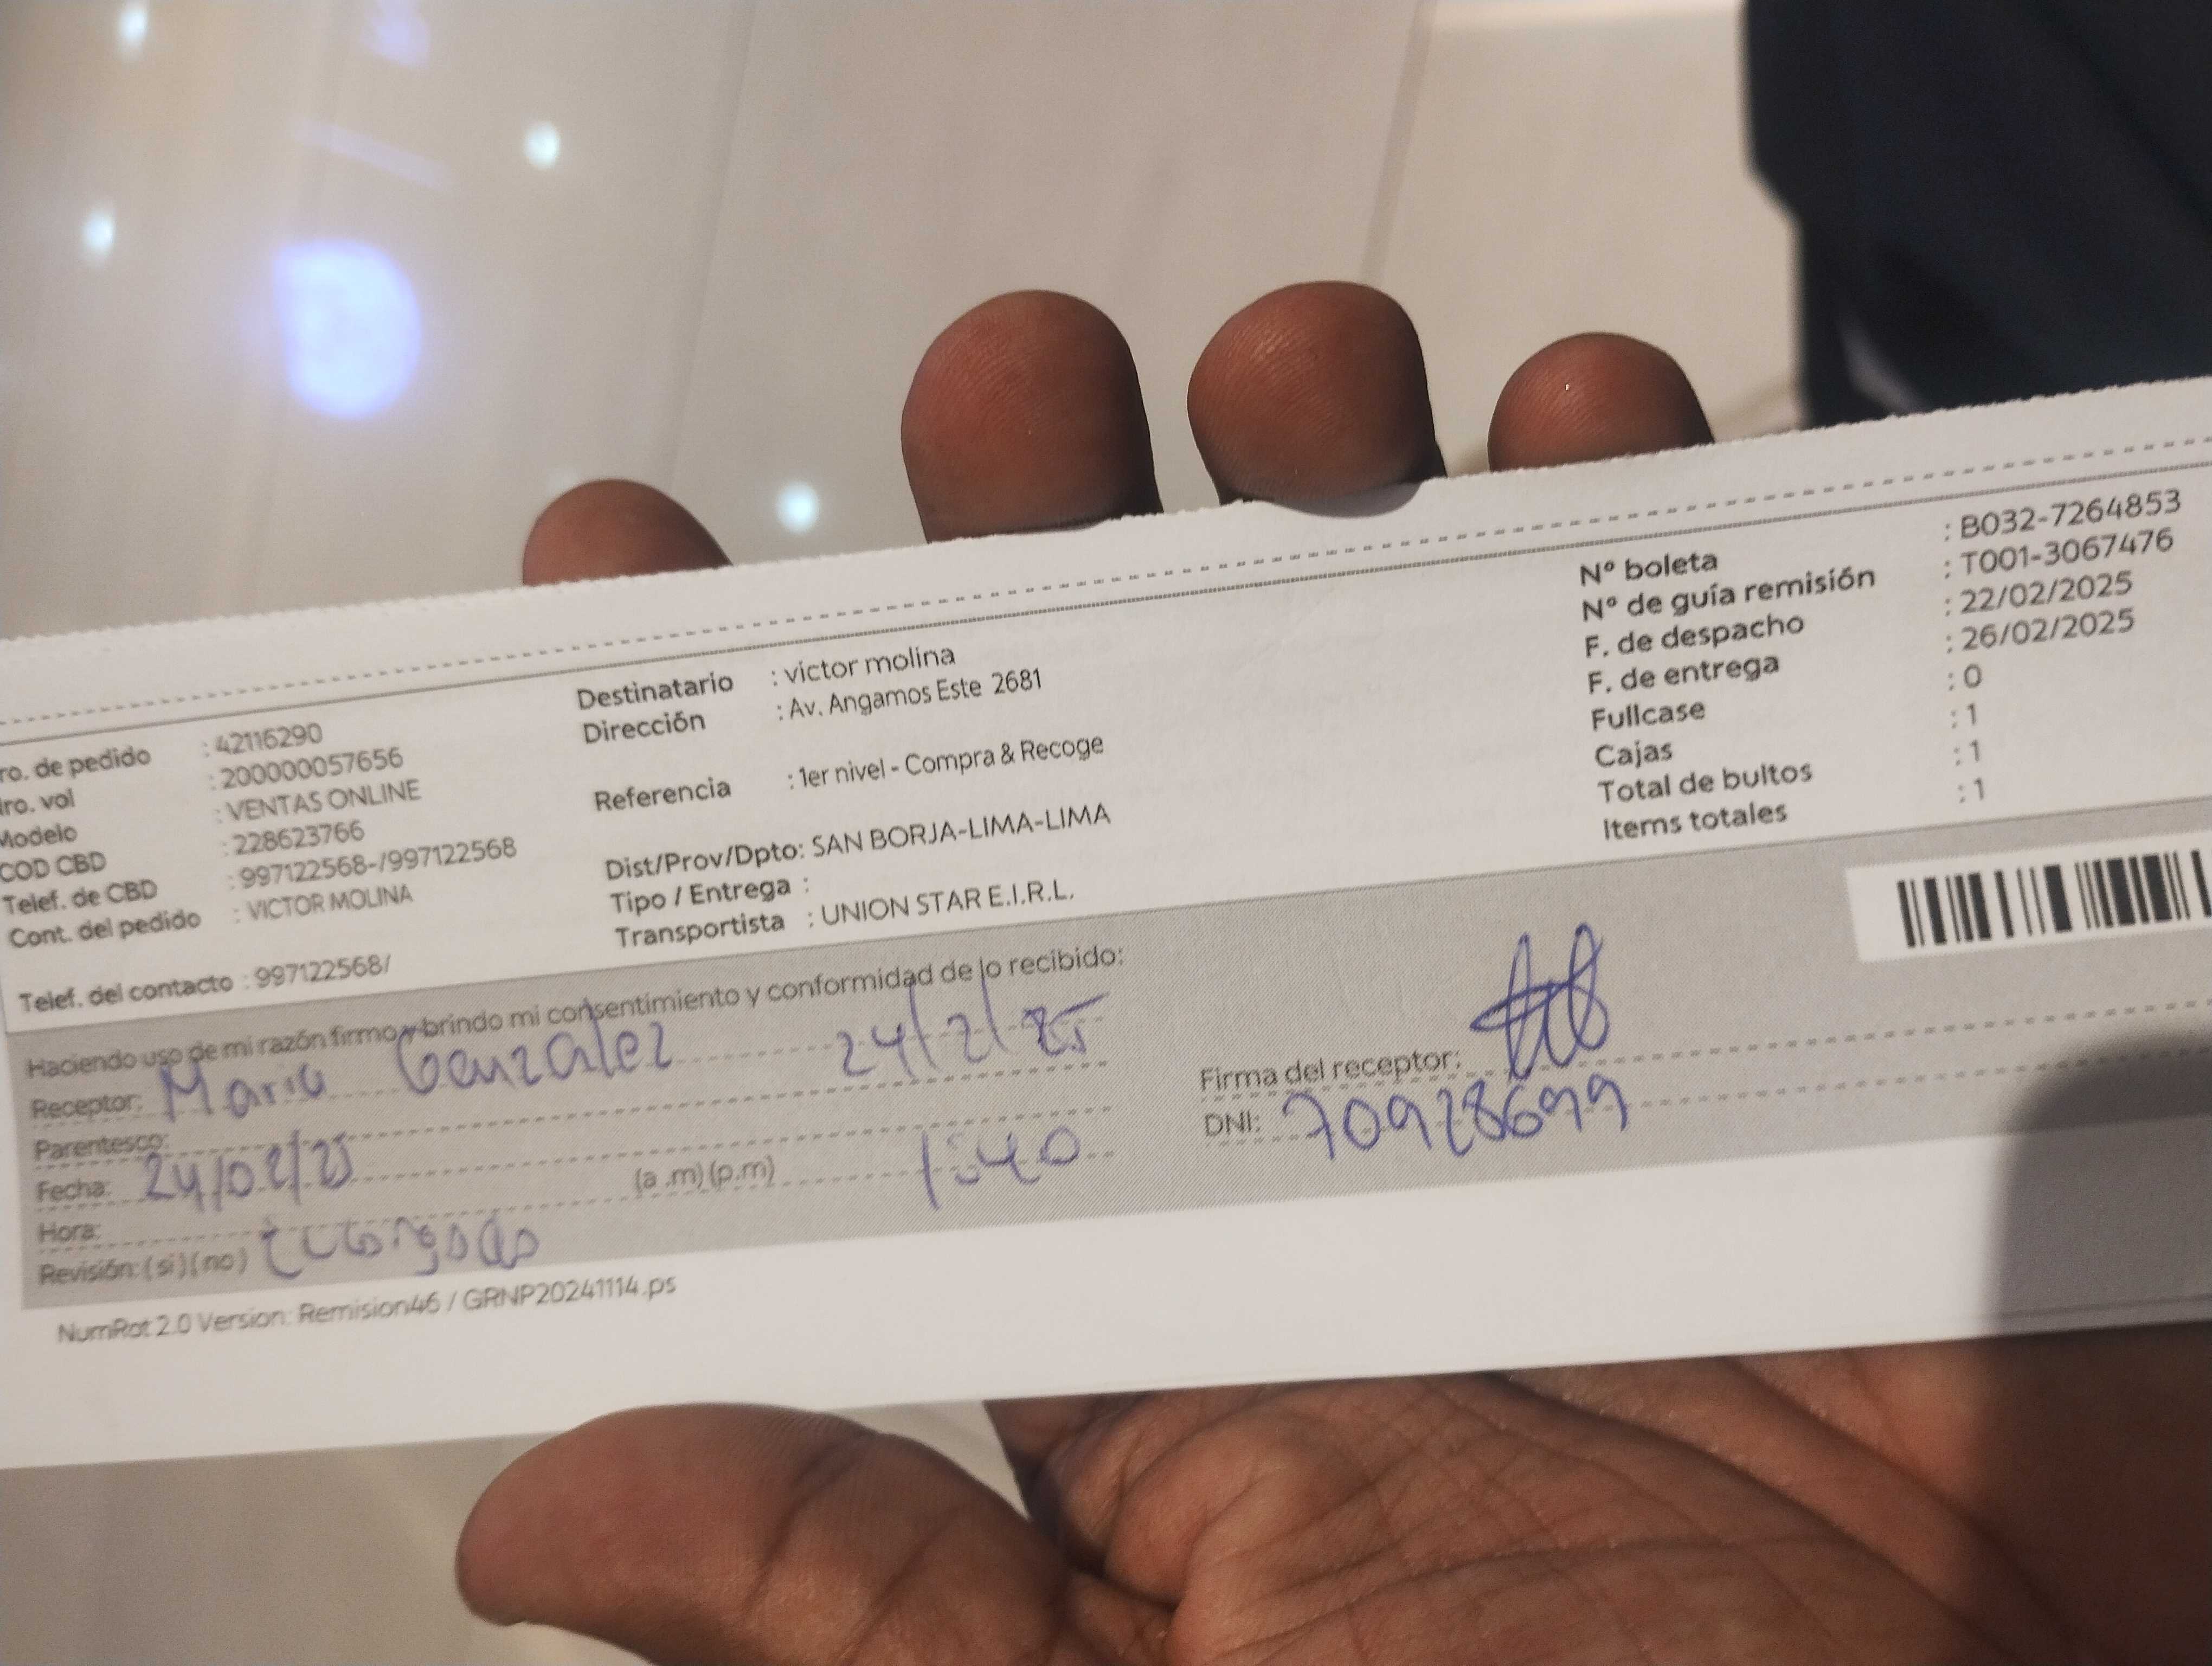 ro. de pedido : 42116290
Nro. vol : 200000057656
Modelo : VENTAS ONLINE
COD CBD : 228623766
Telef. de CBD : 997122568-/997122568
Cont. del pedido : VICTOR MOLINA
Telef. del contacto : 997122568/
Destinatario : victor molina
Dirección : Av. Angamos Este 2681
Referencia : 1er nivel - Compra & Recoge
Dist/Prov/Dpto: SAN BORJA-LIMA-LIMA
Tipo / Entrega :
Transportista : UNION STAR E.I.R.L.
Nº boleta : B032-7264853
Nº de guía remisión : T001-3067476
F. de despacho : 22/02/2025
F. de entrega : 26/02/2025
Fullcase : 0
Cajas : 1
Total de bultos : 1
Items totales : 1
Haciendo uso de mi razón firmo y brindo mi consentimiento y conformidad de lo recibido:
Receptor: Maria Gonzalez 24/2/25
Parentesco:
Fecha: 24/02/25
Hora: (a .m) (p.m) 1:40
Revisión: (si) (no)
Firma del receptor:
DNI: 70928699
NumRot 2.0 Version: Remision46 / GRNP20241114.ps